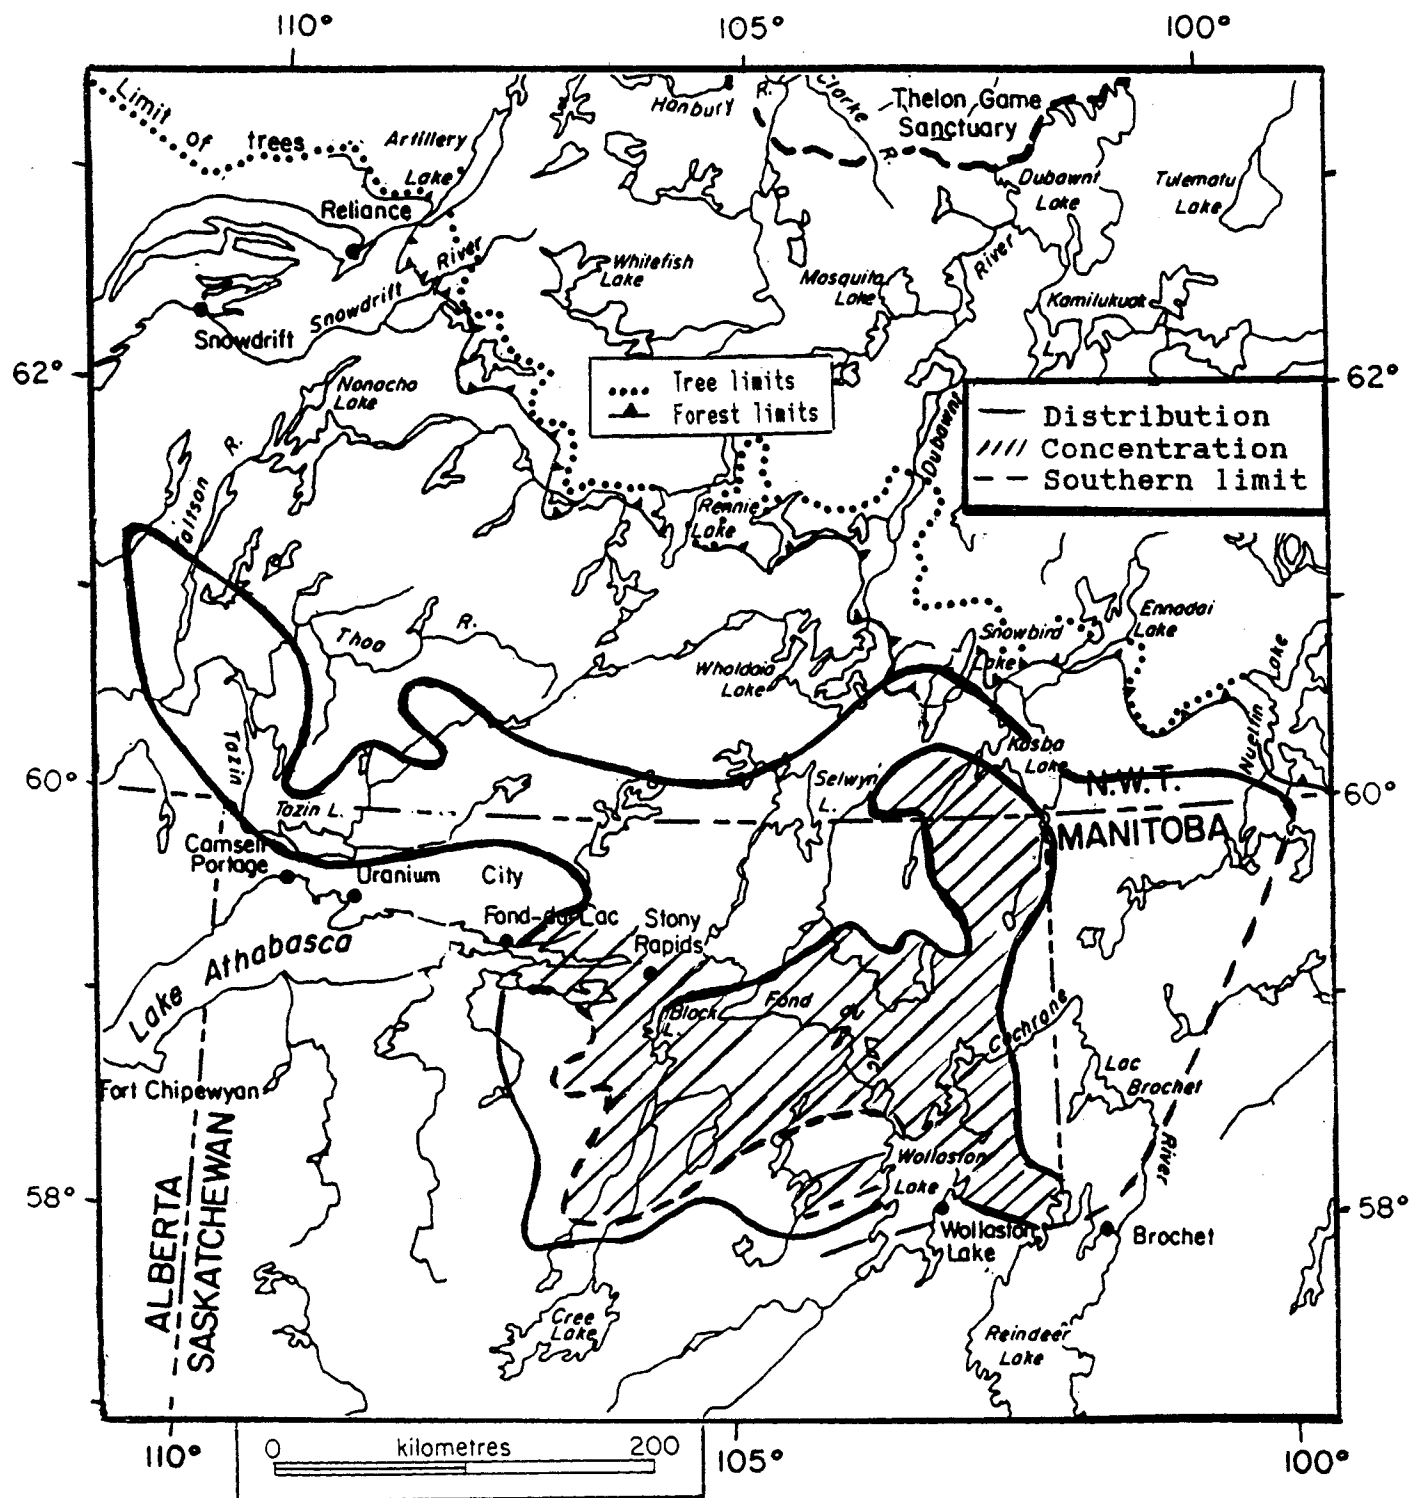 110°
105°
100°
Limit
of
trees
Artillery
Lake
Hanbury
R.
Clarke
R.
Thelon Game
Sanctuary
Dubawnt
Lake
Tulematu
Lake
Reliance
River
Snowdrift
Snowdrift
Whitefish
Lake
Mosquito
Lake
River
Kamilukuak
L.
62°
62°
Nonacho
Lake
Tree limits
Forest limits
Distribution
Concentration
Southern limit
Dubawnt
Taltson
R.
Rennie
Lake
Thoa
R.
Snowbird
Lake
Ennadai
Lake
Wholdaia
Lake
Nueltin
Lake
Kasba
Lake
Tazin
60°
60°
Selwyn
L.
N.W.T.
MANITOBA
Tazin L.
Camsell
Portage
Uranium City
Fond-du-Lac
Stony
Rapids
Lake Athabasca
Black
L.
Fond
du
Lac
Cochrane
Lac
Brochet
River
Fort Chipewyan
Wollaston
Lake
58°
58°
Wollaston
Lake
Brochet
ALBERTA
SASKATCHEWAN
Cree
Lake
Reindeer
Lake
110°
105°
100°
0 kilometres 200